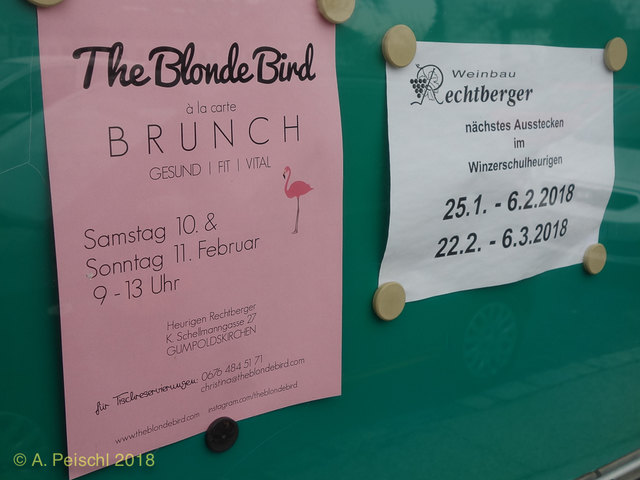 The Blonde Bird
à la carte
BRUNCH
GESUND | FIT | VITAL
Samstag 10. &
Sonntag 11. Februar
9 - 13 Uhr
Heurigen Rechtberger
K. Schellmanngasse 27
GUMPOLDSKIRCHEN
für Tischreservierungen: 0676 484 51 71
christina@theblondebird.com
www.theblondebird.com instagram.com/theblondebird
Weinbau
Rechtberger
nächstes Ausstecken
im
Winzerschulheurigen
25.1. - 6.2.2018
22.2. - 6.3.2018
© A. Peischl 2018